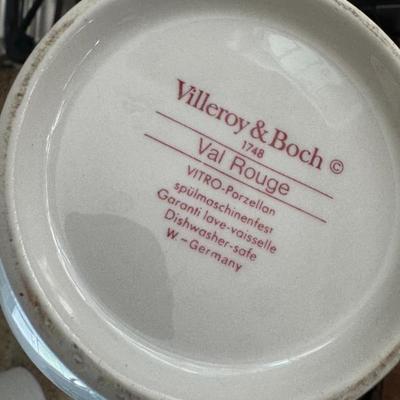 Villeroy & Boch ©
1748
Val Rouge
VITRO-Porzellan
spülmaschinenfest
Garanti lave-vaisselle
Dishwasher-safe
W.-Germany